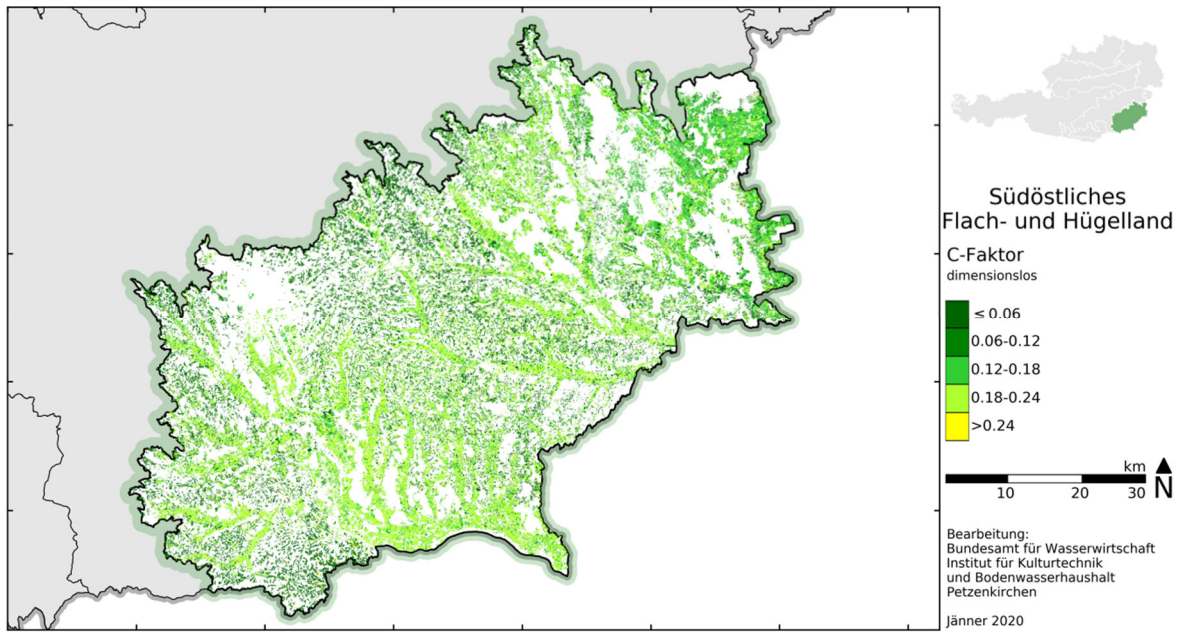 Südöstliches
Flach- und Hügelland
C-Faktor
dimensionslos
≤ 0.06
0.06-0.12
0.12-0.18
0.18-0.24
>0.24
km
10 20 30
N
Bearbeitung:
Bundesamt für Wasserwirtschaft
Institut für Kulturtechnik
und Bodenwasserhaushalt
Petzenkirchen
Jänner 2020